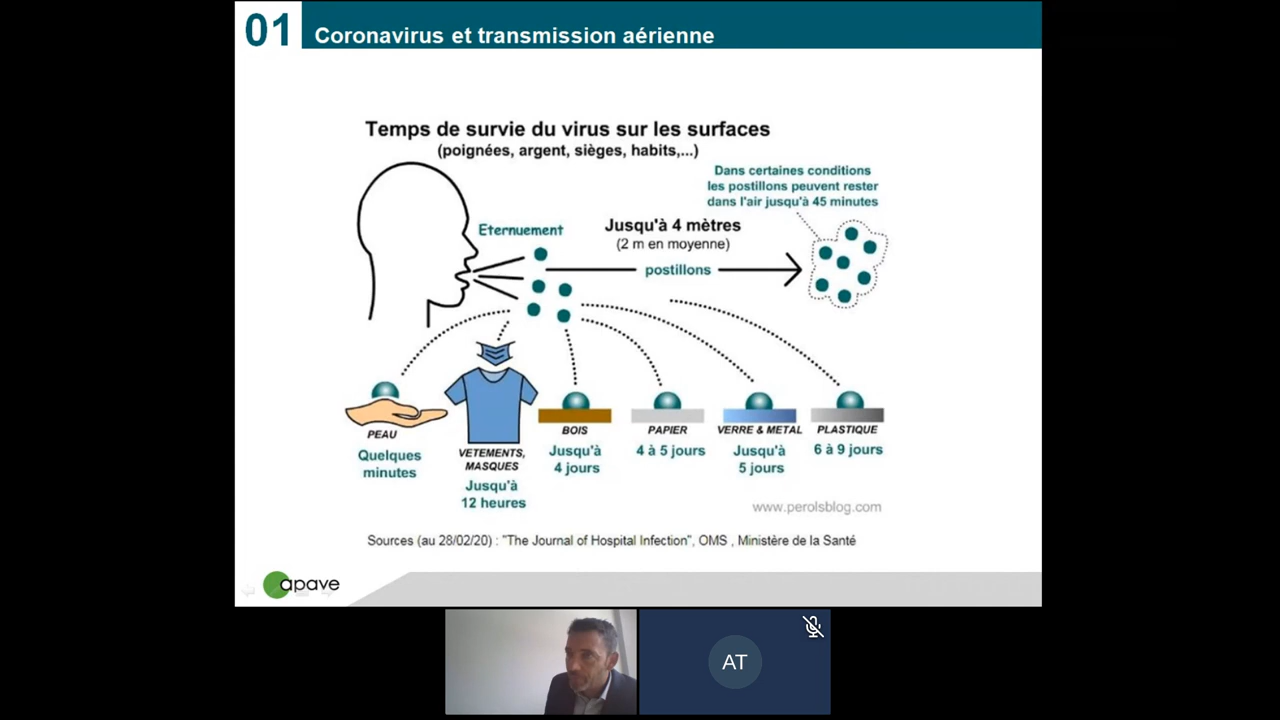 01
Coronavirus et transmission aérienne
Temps de survie du virus sur les surfaces
(poignées, argent, sièges, habits,...)
Dans certaines conditions
les postillons peuvent rester
dans l'air jusqu'à 45 minutes
Eternuement
Jusqu'à 4 mètres
(2 m en moyenne)
postillons
PEAU
Quelques
minutes
VETEMENTS,
MASQUES
Jusqu'à
12 heures
BOIS
Jusqu'à
4 jours
PAPIER
4 à 5 jours
VERRE & METAL
Jusqu'à
5 jours
PLASTIQUE
6 à 9 jours
www.perolsblog.com
Sources (au 28/02/20) : "The Journal of Hospital Infection", OMS , Ministère de la Santé
apave
AT